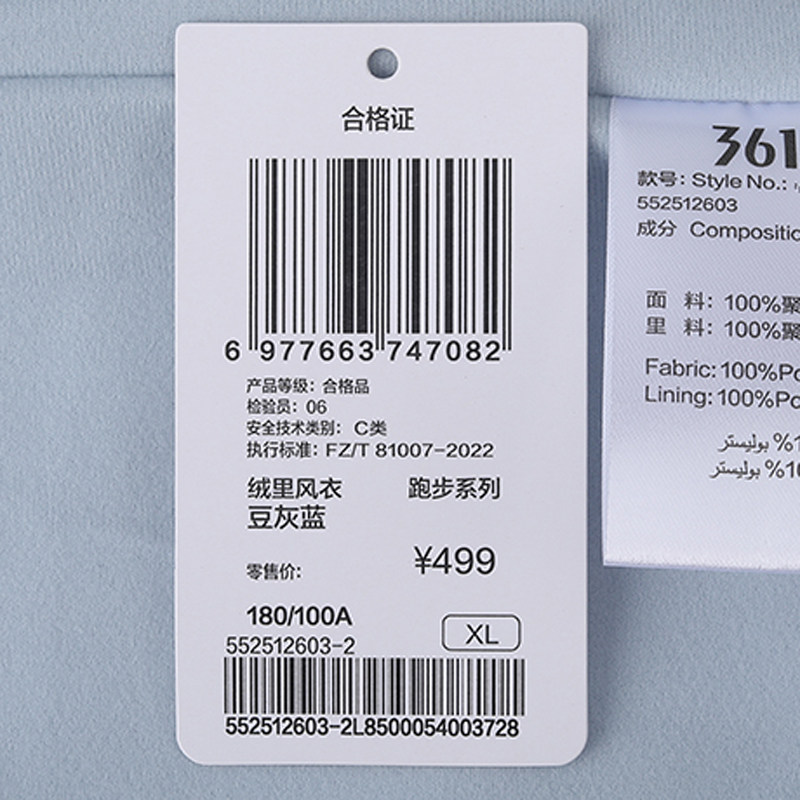 合格证
6 977663 747082
产品等级: 合格品
检验员: 06
安全技术类别: C类
执行标准: FZ/T 81007-2022
绒里风衣 跑步系列
豆灰蓝
零售价: ¥499
180/100A
XL
552512603-2
552512603-2L8500054003728
361
款号: Style No.:
552512603
成分 Compositio
面 料: 100%聚
里 料: 100%聚
Fabric: 100%Po
Lining: 100%Po
بوليستر %1
بوليستر %10